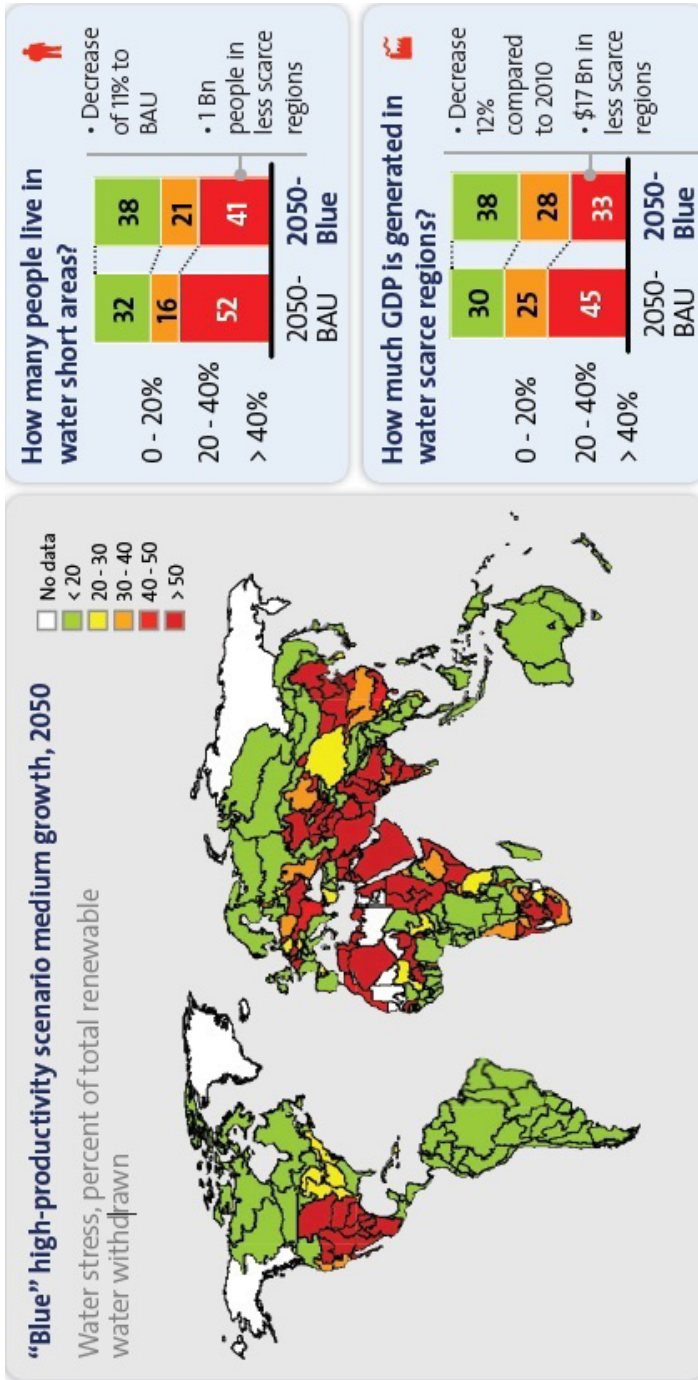 “Blue” high-productivity scenario medium growth, 2050
Water stress, percent of total renewable
water withdrawn
No data
< 20
20 - 30
30 - 40
40 - 50
> 50
How many people live in
water short areas?
0 - 20%
20 - 40%
> 40%
32
16
52
38
21
41
2050-
BAU
2050-
Blue
• Decrease
of 11% to
BAU
• 1 Bn
people in
less scarce
regions
How much GDP is generated in
water scarce regions?
0 - 20%
20 - 40%
> 40%
30
25
45
38
28
33
2050-
BAU
2050-
Blue
• Decrease
12%
compared
to 2010
• $17 Bn in
less scarce
regions